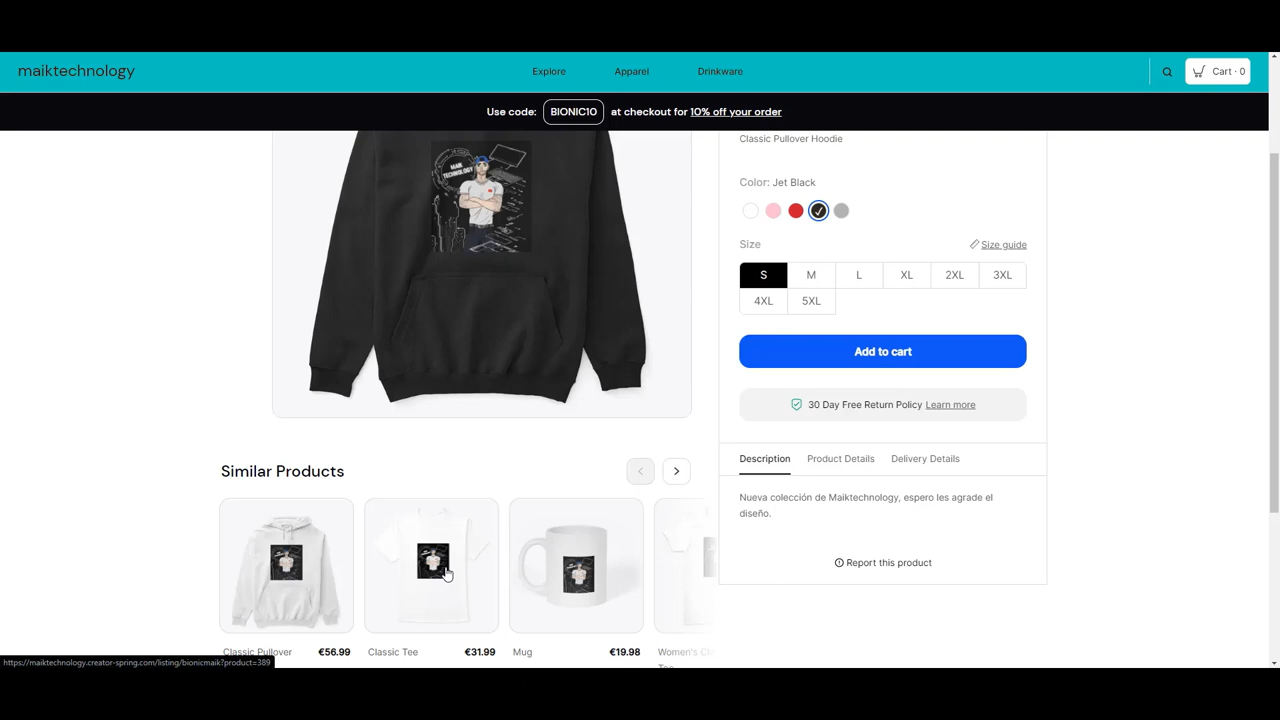 maiktechnology
Explore
Apparel
Drinkware
Cart · 0
Use code: BIONIC10 at checkout for 10% off your order
Classic Pullover Hoodie
Color: Jet Black
Size
Size guide
S M L XL 2XL 3XL
4XL 5XL
Add to cart
30 Day Free Return Policy Learn more
Description
Product Details
Delivery Details
Nueva colección de Maiktechnology, espero les agrade el
diseño.
Report this product
MAIK
TECHNOLOGY
Similar Products
Classic Pullover €56.99
Classic Tee €31.99
Mug €19.98
https://maiktechnology.creator-spring.com/listing/bionicmaik?product=389